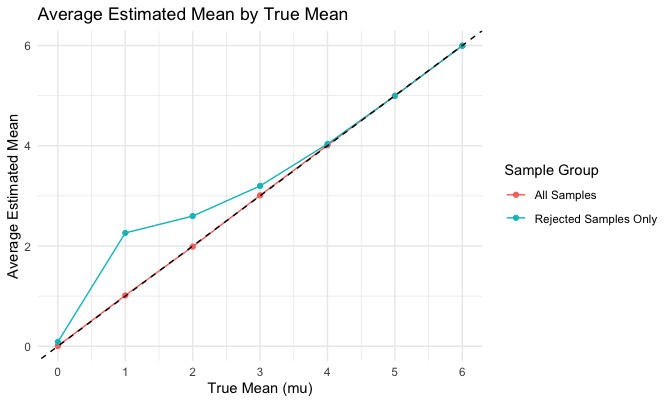 Average Estimated Mean by True Mean
Average Estimated Mean
6
4
2
0
0 1 2 3 4 5 6
True Mean (mu)
Sample Group
All Samples
Rejected Samples Only